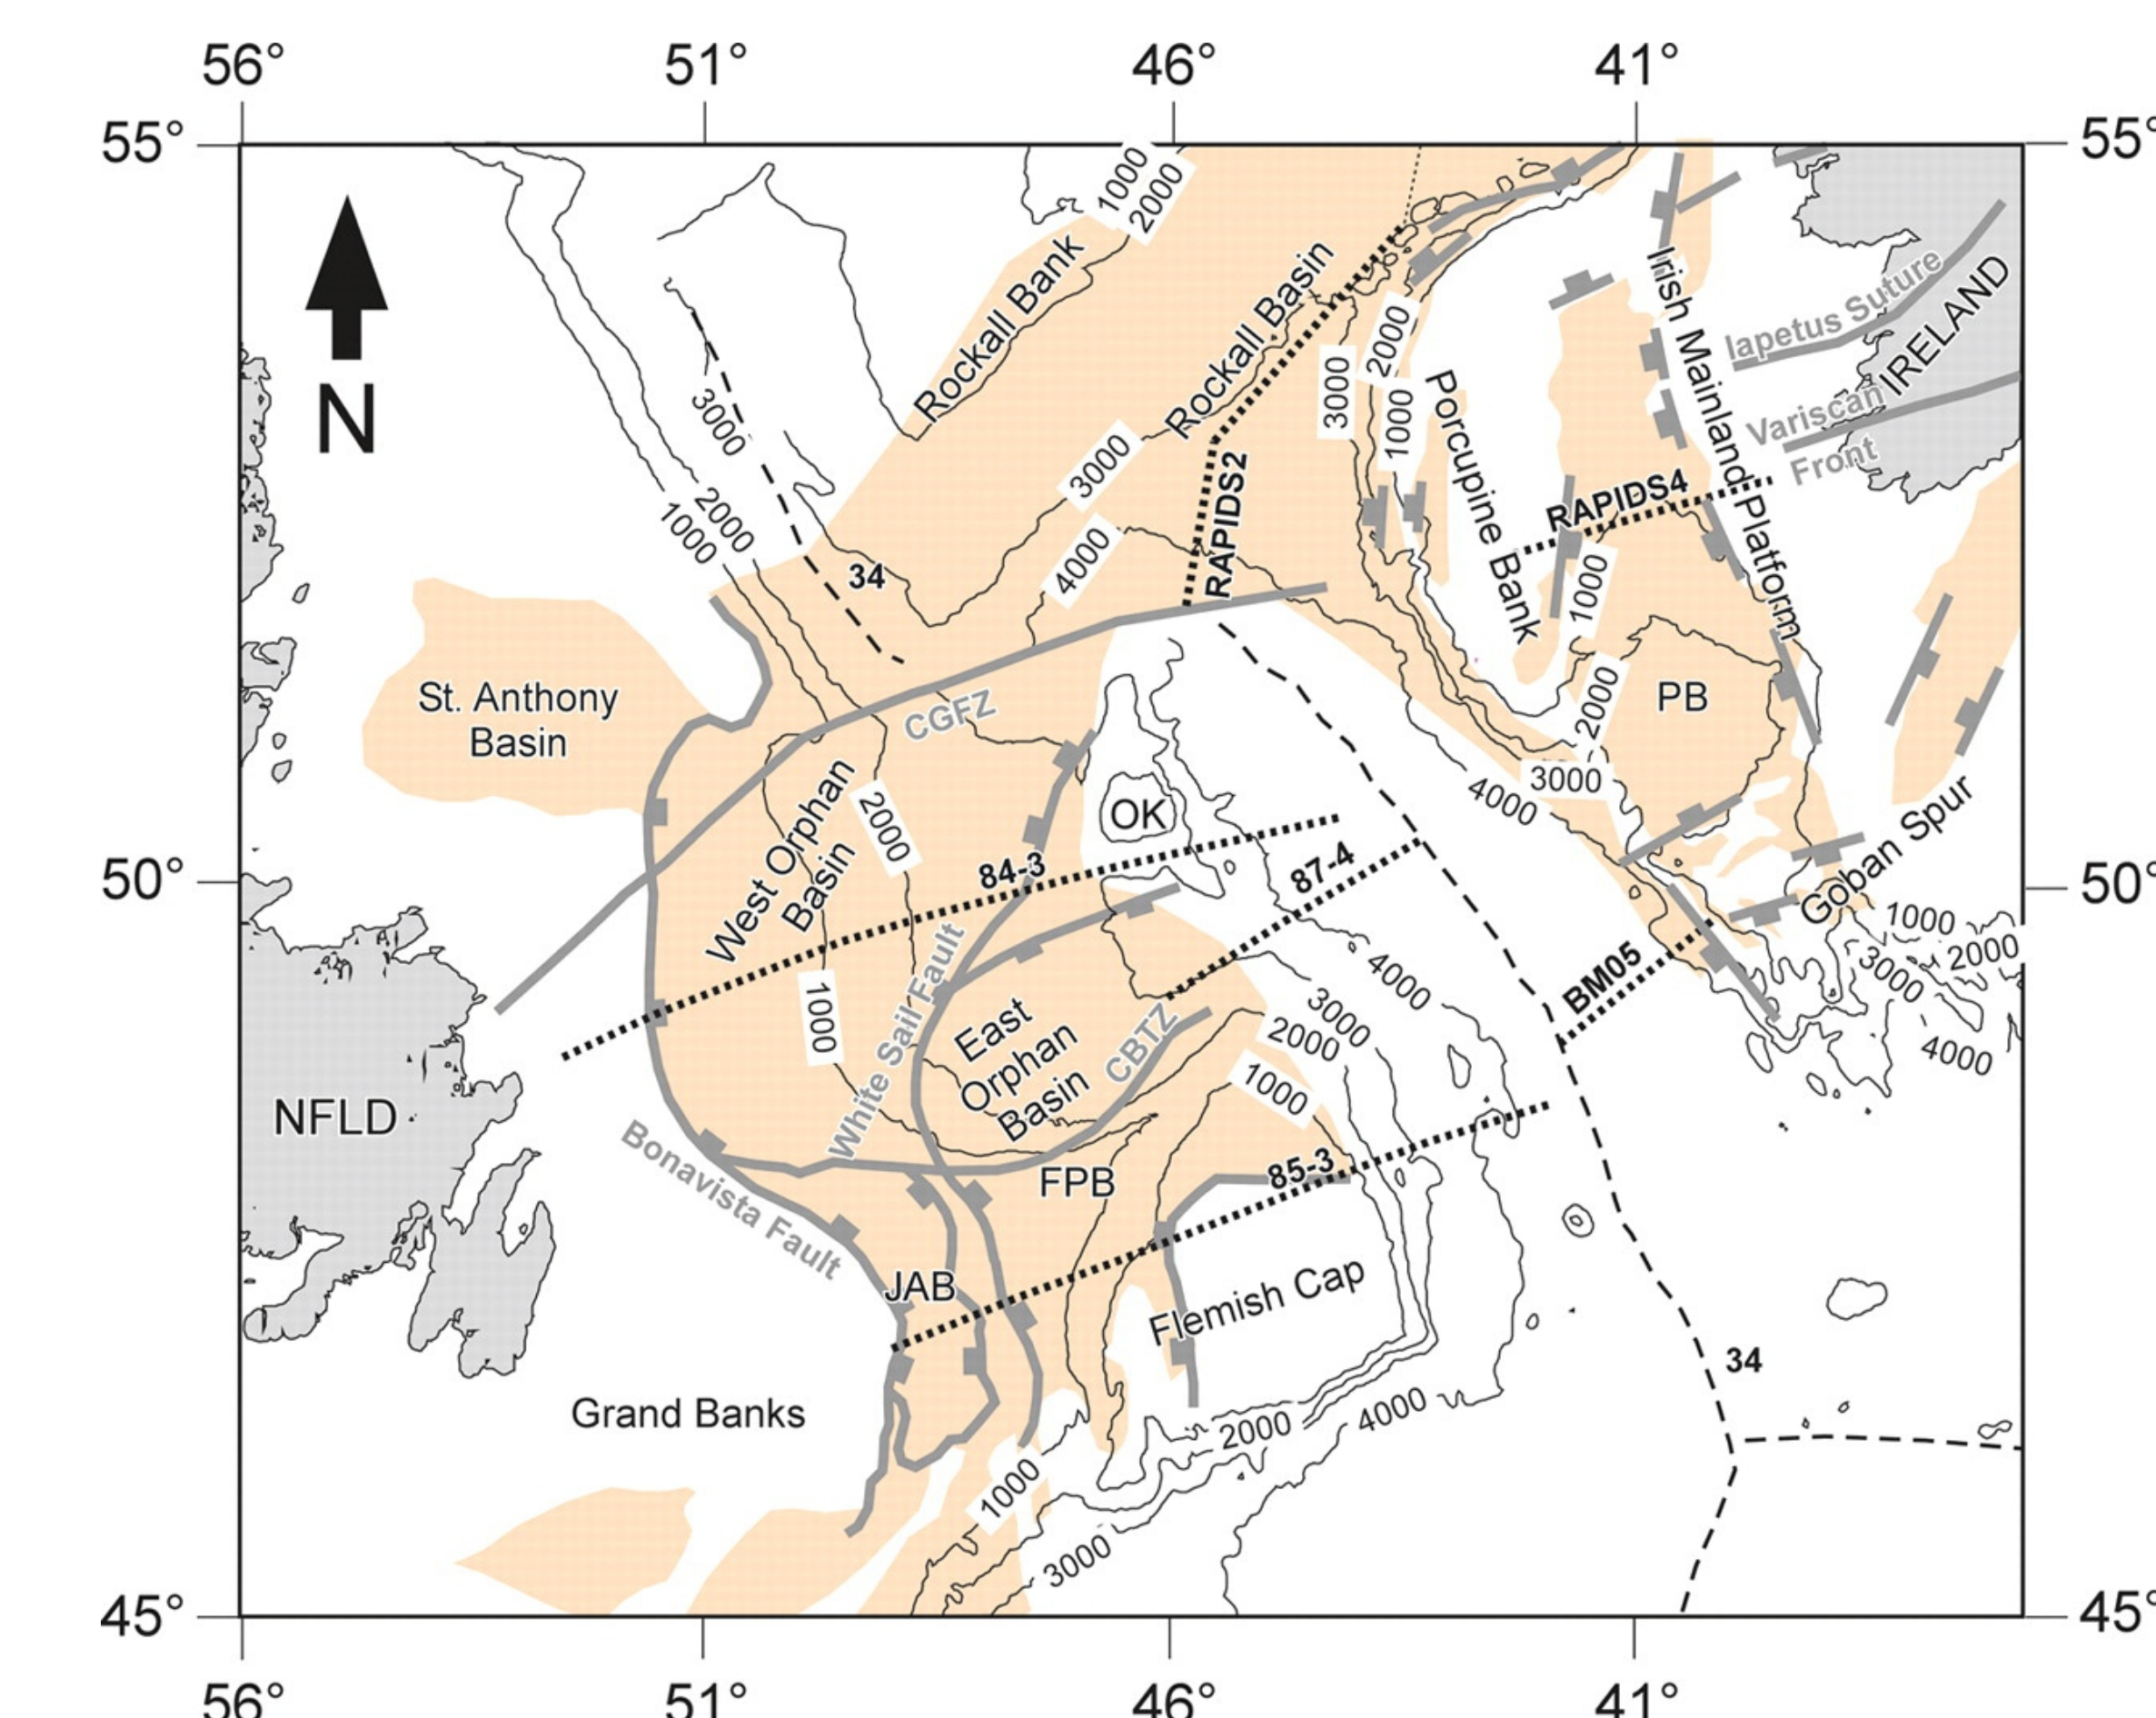 56°
51°
46°
41°
55°
55°
1000
2000
N
Rockall Bank
Rockall Basin
Irish Mainland Platform
Iapetus Suture
IRELAND
Variscan
Front
3000
2000
1000
3000
2000
1000
3000
4000
34
RAPIDS2
Porcupine Bank
RAPIDS4
1000
2000
PB
3000
4000
St. Anthony
Basin
CGFZ
OK
2000
West Orphan
Basin
84-3
87-4
Goban Spur
50°
50°
1000
2000
3000
4000
BM05
4000
3000
2000
1000
1000
White Sail Fault
East
Orphan
Basin
CBTZ
NFLD
Bonavista Fault
FPB
85-3
JAB
Flemish Cap
34
Grand Banks
2000
4000
1000
3000
45°
45°
56°
51°
46°
41°